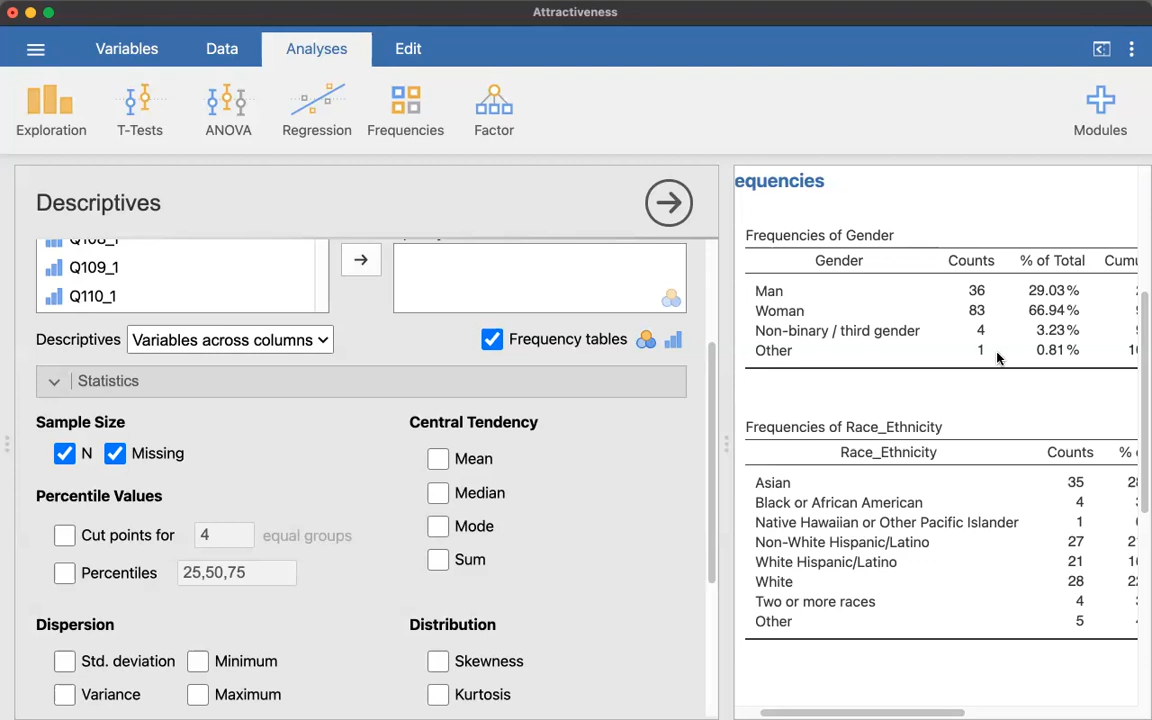 Attractiveness
Variables
Data
Analyses
Edit
Exploration
T-Tests
ANOVA
Regression
Frequencies
Factor
Modules
Descriptives
Q109_1
Q110_1
Descriptives Variables across columns
Frequency tables
Statistics
Sample Size
N Missing
Percentile Values
Cut points for 4 equal groups
Percentiles 25,50,75
Dispersion
Std. deviation Minimum
Variance Maximum
Central Tendency
Mean
Median
Mode
Sum
Distribution
Skewness
Kurtosis
equencies
Frequencies of Gender
Gender Counts % of Total Cumu
Man 36 29.03%
Woman 83 66.94%
Non-binary / third gender 4 3.23%
Other 1 0.81%
Frequencies of Race_Ethnicity
Race_Ethnicity Counts %
Asian 35
Black or African American 4
Native Hawaiian or Other Pacific Islander 1
Non-White Hispanic/Latino 27
White Hispanic/Latino 21
White 28
Two or more races 4
Other 5